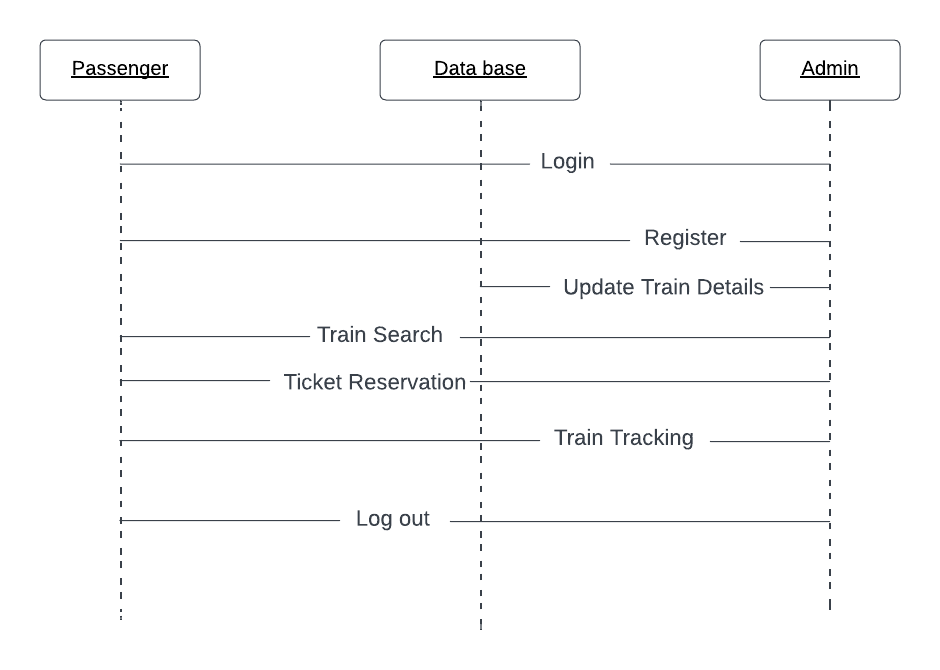 Passenger
Data base
Admin
Login
Register
Update Train Details
Train Search
Ticket Reservation
Train Tracking
Log out